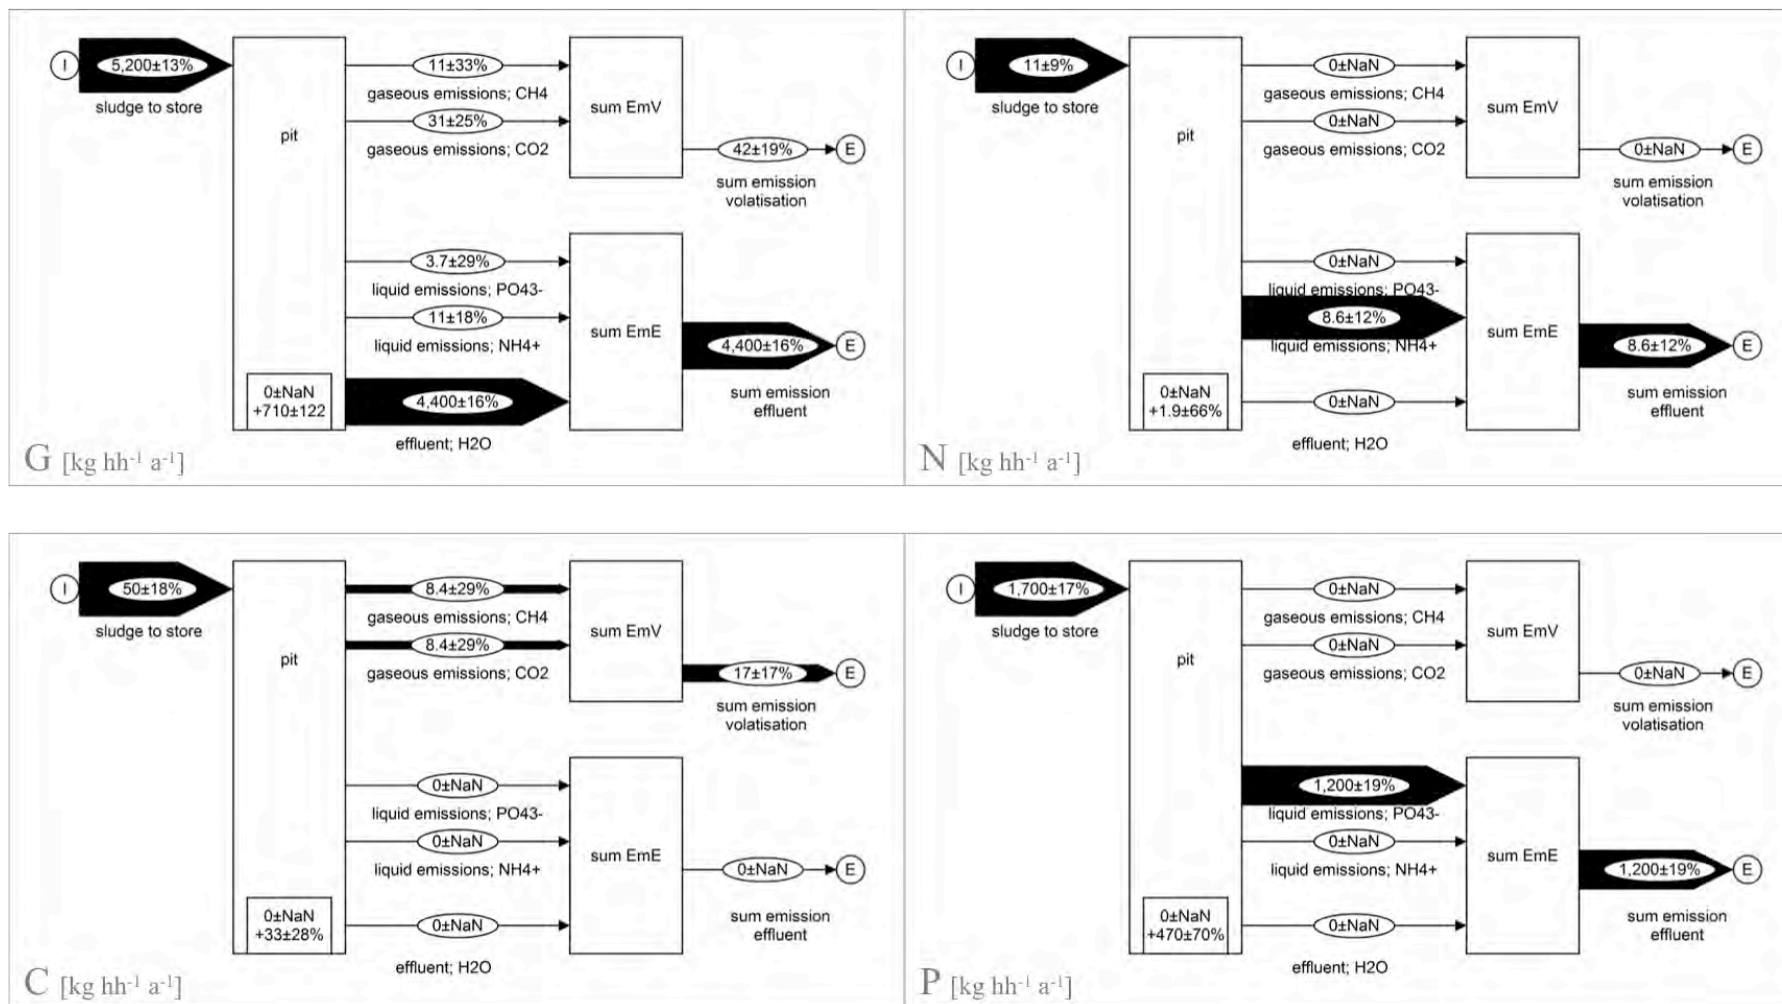 I
5,200±13%
sludge to store
pit
11±33%
gaseous emissions; CH4
31±25%
gaseous emissions; CO2
sum EmV
42±19%
E
sum emission
volatisation
3.7±29%
liquid emissions; PO43-
11±18%
liquid emissions; NH4+
sum EmE
4,400±16%
E
sum emission
effluent
0±NaN
+710±122
4,400±16%
effluent; H2O
G [kg hh-1 a-1]
I
11±9%
sludge to store
pit
0±NaN
gaseous emissions; CH4
0±NaN
gaseous emissions; CO2
sum EmV
0±NaN
E
sum emission
volatisation
0±NaN
liquid emissions; PO43-
8.6±12%
liquid emissions; NH4+
sum EmE
8.6±12%
E
sum emission
effluent
0±NaN
+1.9±66%
0±NaN
effluent; H2O
N [kg hh-1 a-1]
I
50±18%
sludge to store
pit
8.4±29%
gaseous emissions; CH4
8.4±29%
gaseous emissions; CO2
sum EmV
17±17%
E
sum emission
volatisation
0±NaN
liquid emissions; PO43-
0±NaN
liquid emissions; NH4+
sum EmE
0±NaN
E
sum emission
effluent
0±NaN
+33±28%
0±NaN
effluent; H2O
C [kg hh-1 a-1]
I
1,700±17%
sludge to store
pit
0±NaN
gaseous emissions; CH4
0±NaN
gaseous emissions; CO2
sum EmV
0±NaN
E
sum emission
volatisation
1,200±19%
liquid emissions; PO43-
0±NaN
liquid emissions; NH4+
sum EmE
1,200±19%
E
sum emission
effluent
0±NaN
+470±70%
0±NaN
effluent; H2O
P [kg hh-1 a-1]